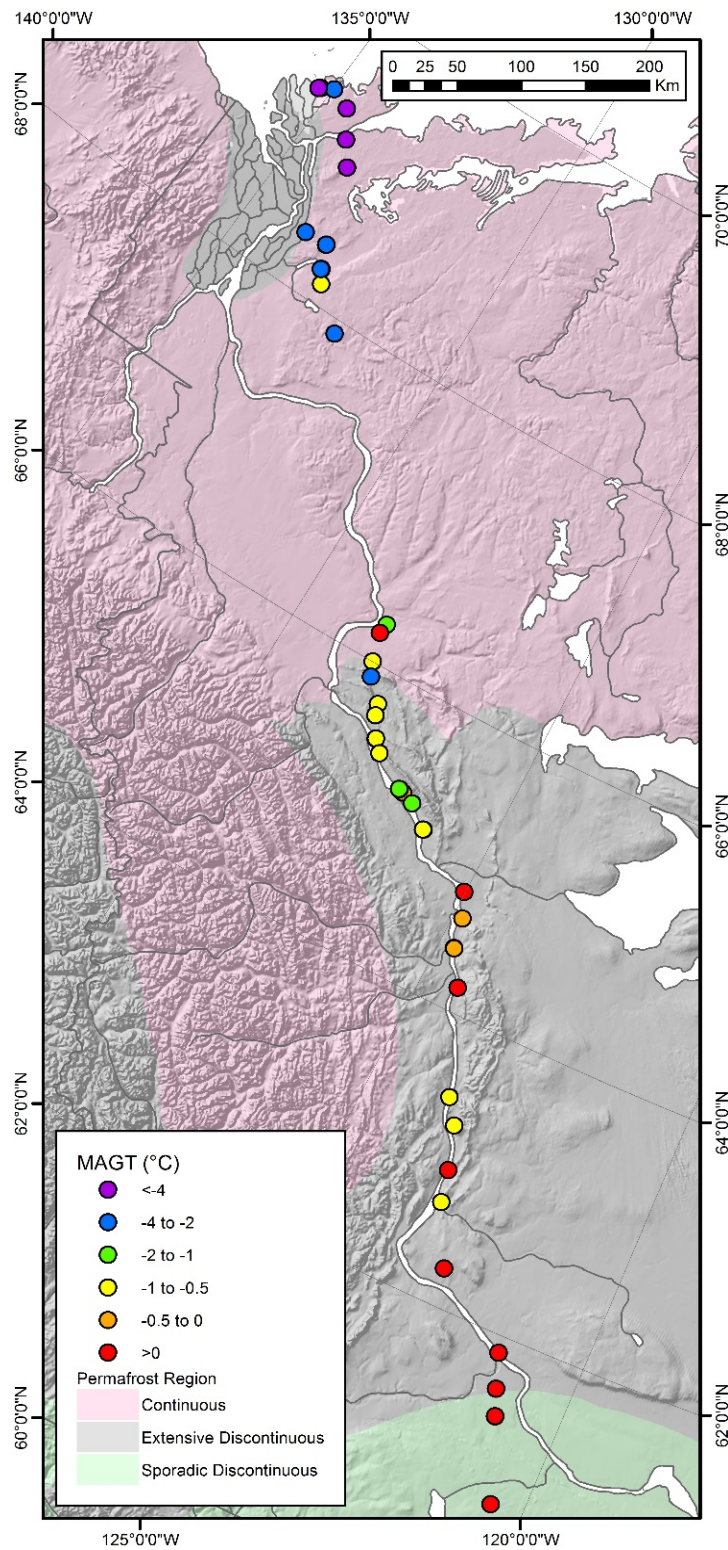 140°0'0"W
135°0'0"W
130°0'0"W
0 25 50 100 150 200
Km
68°0'0"N
70°0'0"N
66°0'0"N
68°0'0"N
64°0'0"N
66°0'0"N
62°0'0"N
64°0'0"N
MAGT (°C)
<-4
-4 to -2
-2 to -1
-1 to -0.5
-0.5 to 0
>0
Permafrost Region
Continuous
Extensive Discontinuous
Sporadic Discontinuous
60°0'0"N
62°0'0"N
125°0'0"W
120°0'0"W